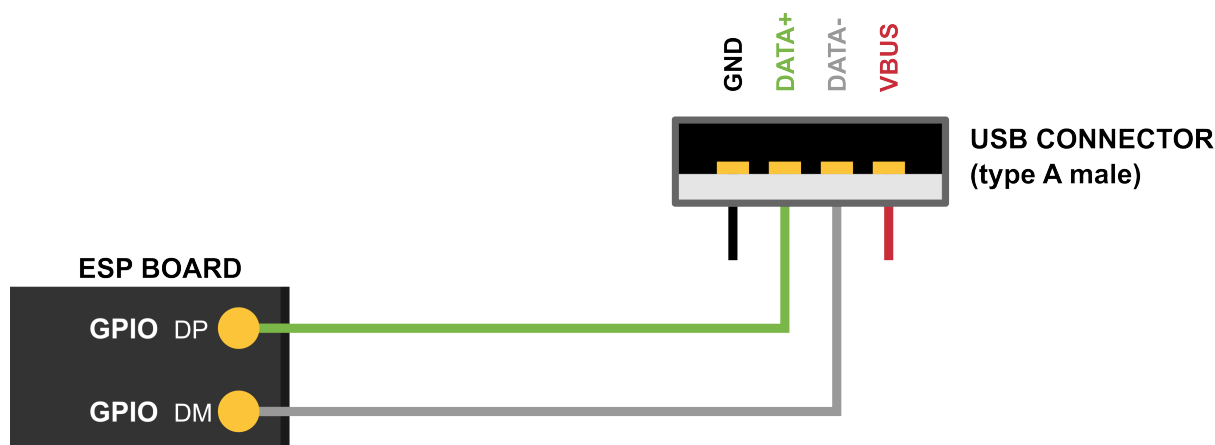 GND
DATA+
DATA-
VBUS
USB CONNECTOR
(type A male)
ESP BOARD
GPIO DP
GPIO DM